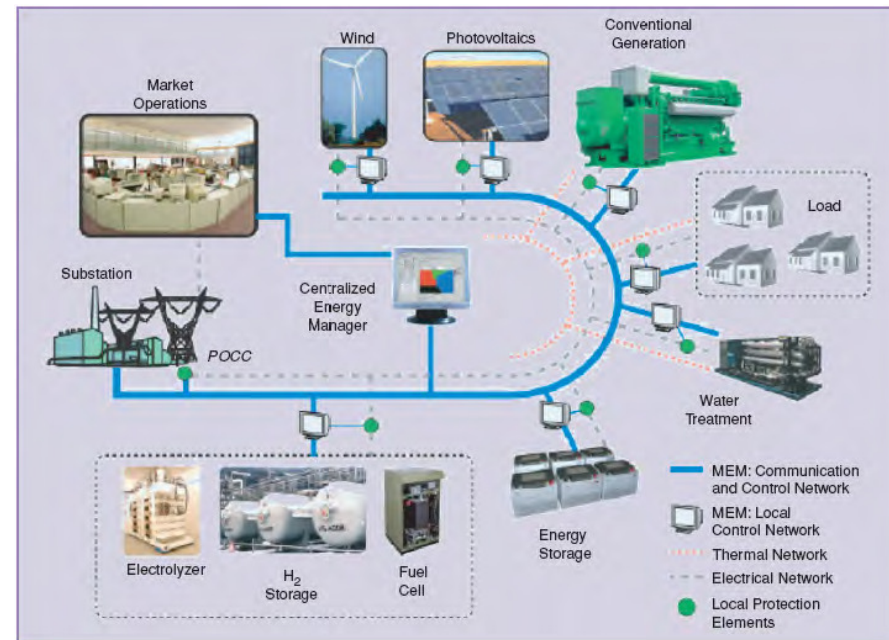 Wind
Photovoltaics
Conventional
Generation
Market
Operations
Load
Substation
Centralized
Energy
Manager
POCC
Water
Treatment
Energy
Storage
Electrolyzer
H2
Storage
Fuel
Cell
MEM: Communication
and Control Network
MEM: Local
Control Network
Thermal Network
Electrical Network
Local Protection
Elements